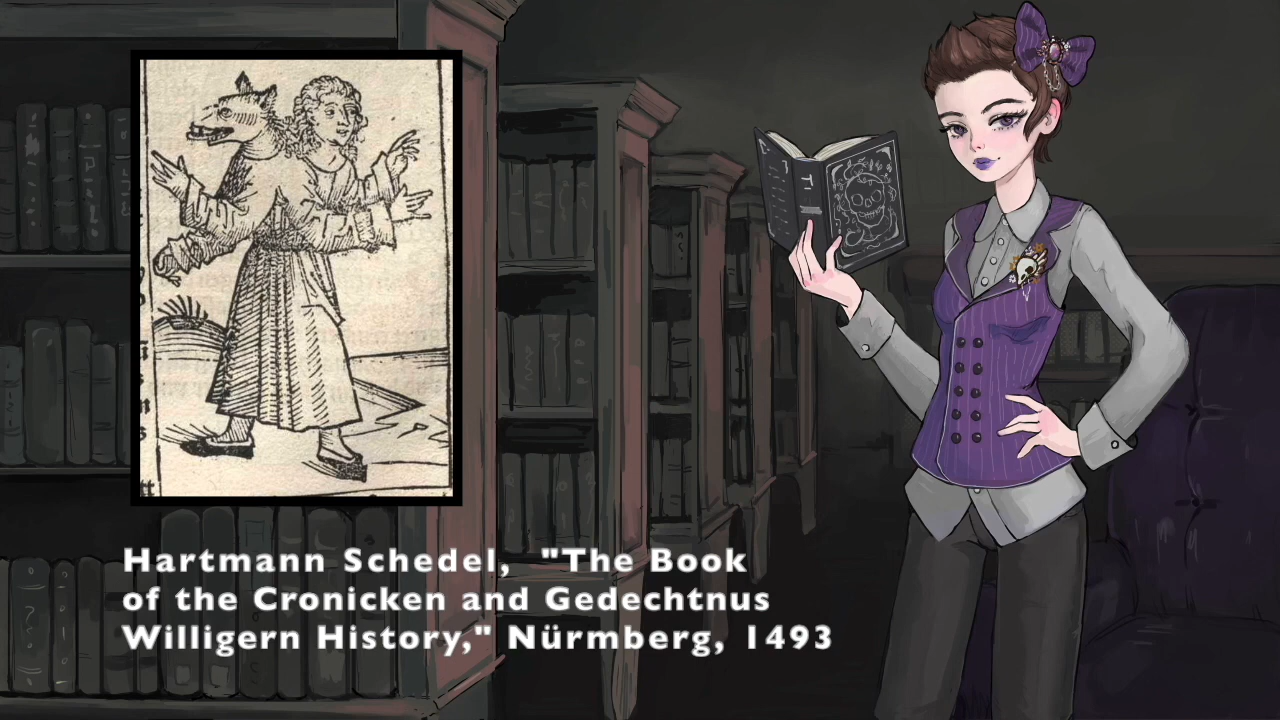 Hartmann Schedel, "The Book
of the Cronicken and Gedechtnus
Willigern History," Nürmberg, 1493